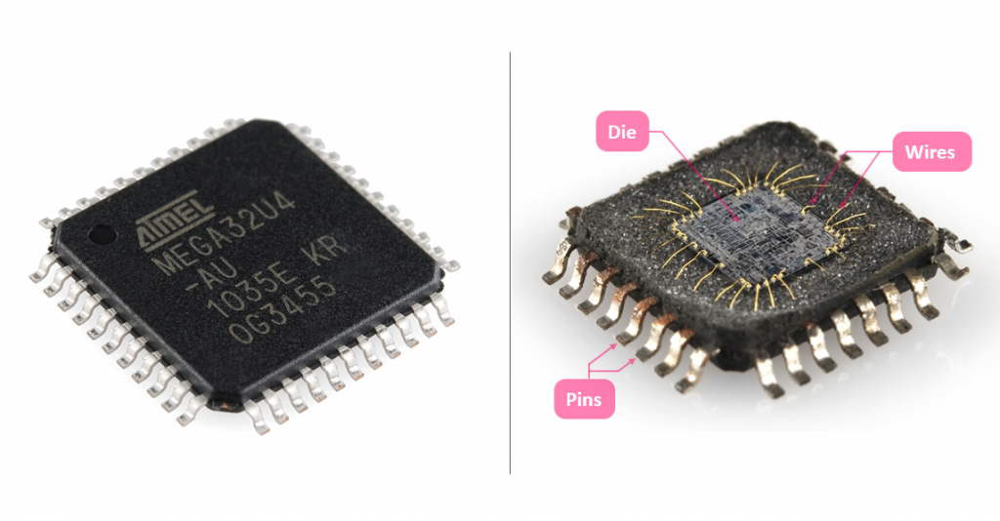 ATMEL
MEGA32U4
-AU
1035E KR
0G3455
Die
Wires
Pins